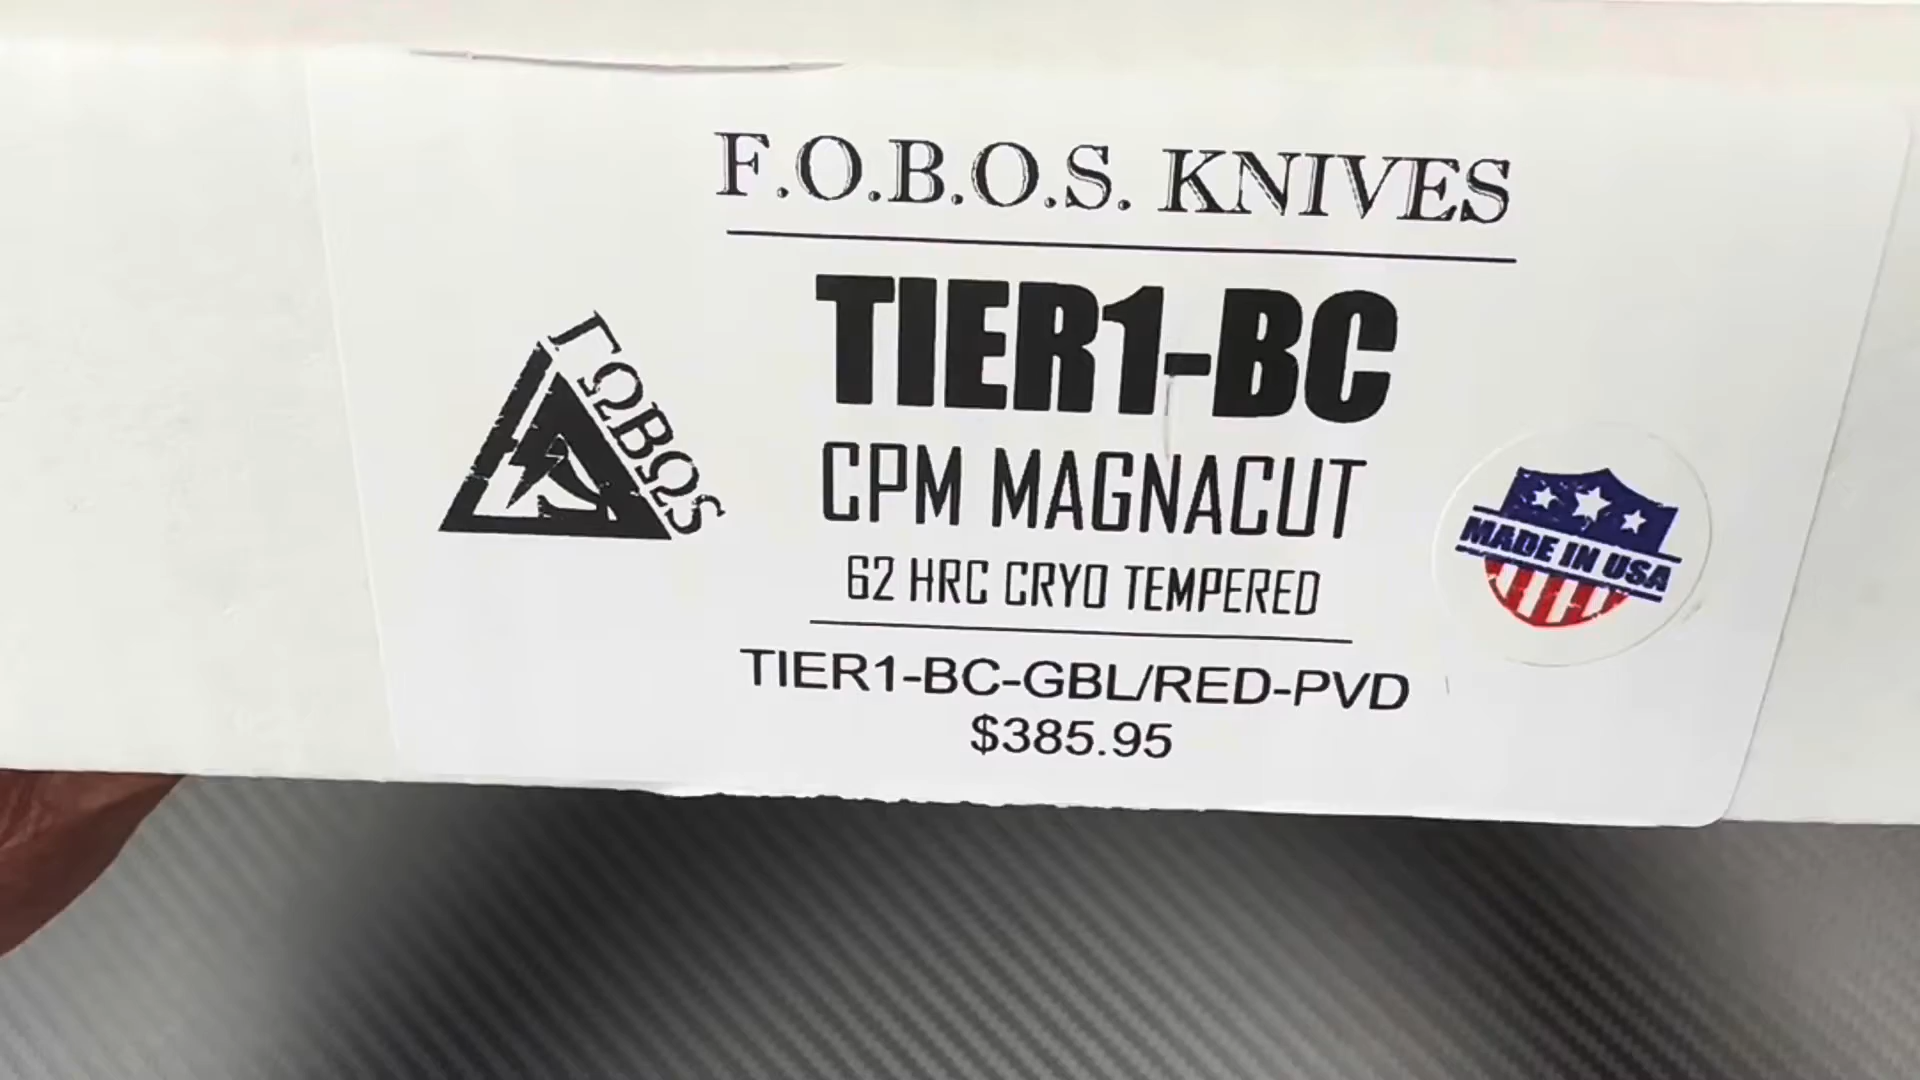 F.O.B.O.S. KNIVES
TIER1-BC
ΓΩΒΩS
CPM MAGNACUT
62 HRC CRYO TEMPERED
MADE IN USA
TIER1-BC-GBL/RED-PVD
$385.95